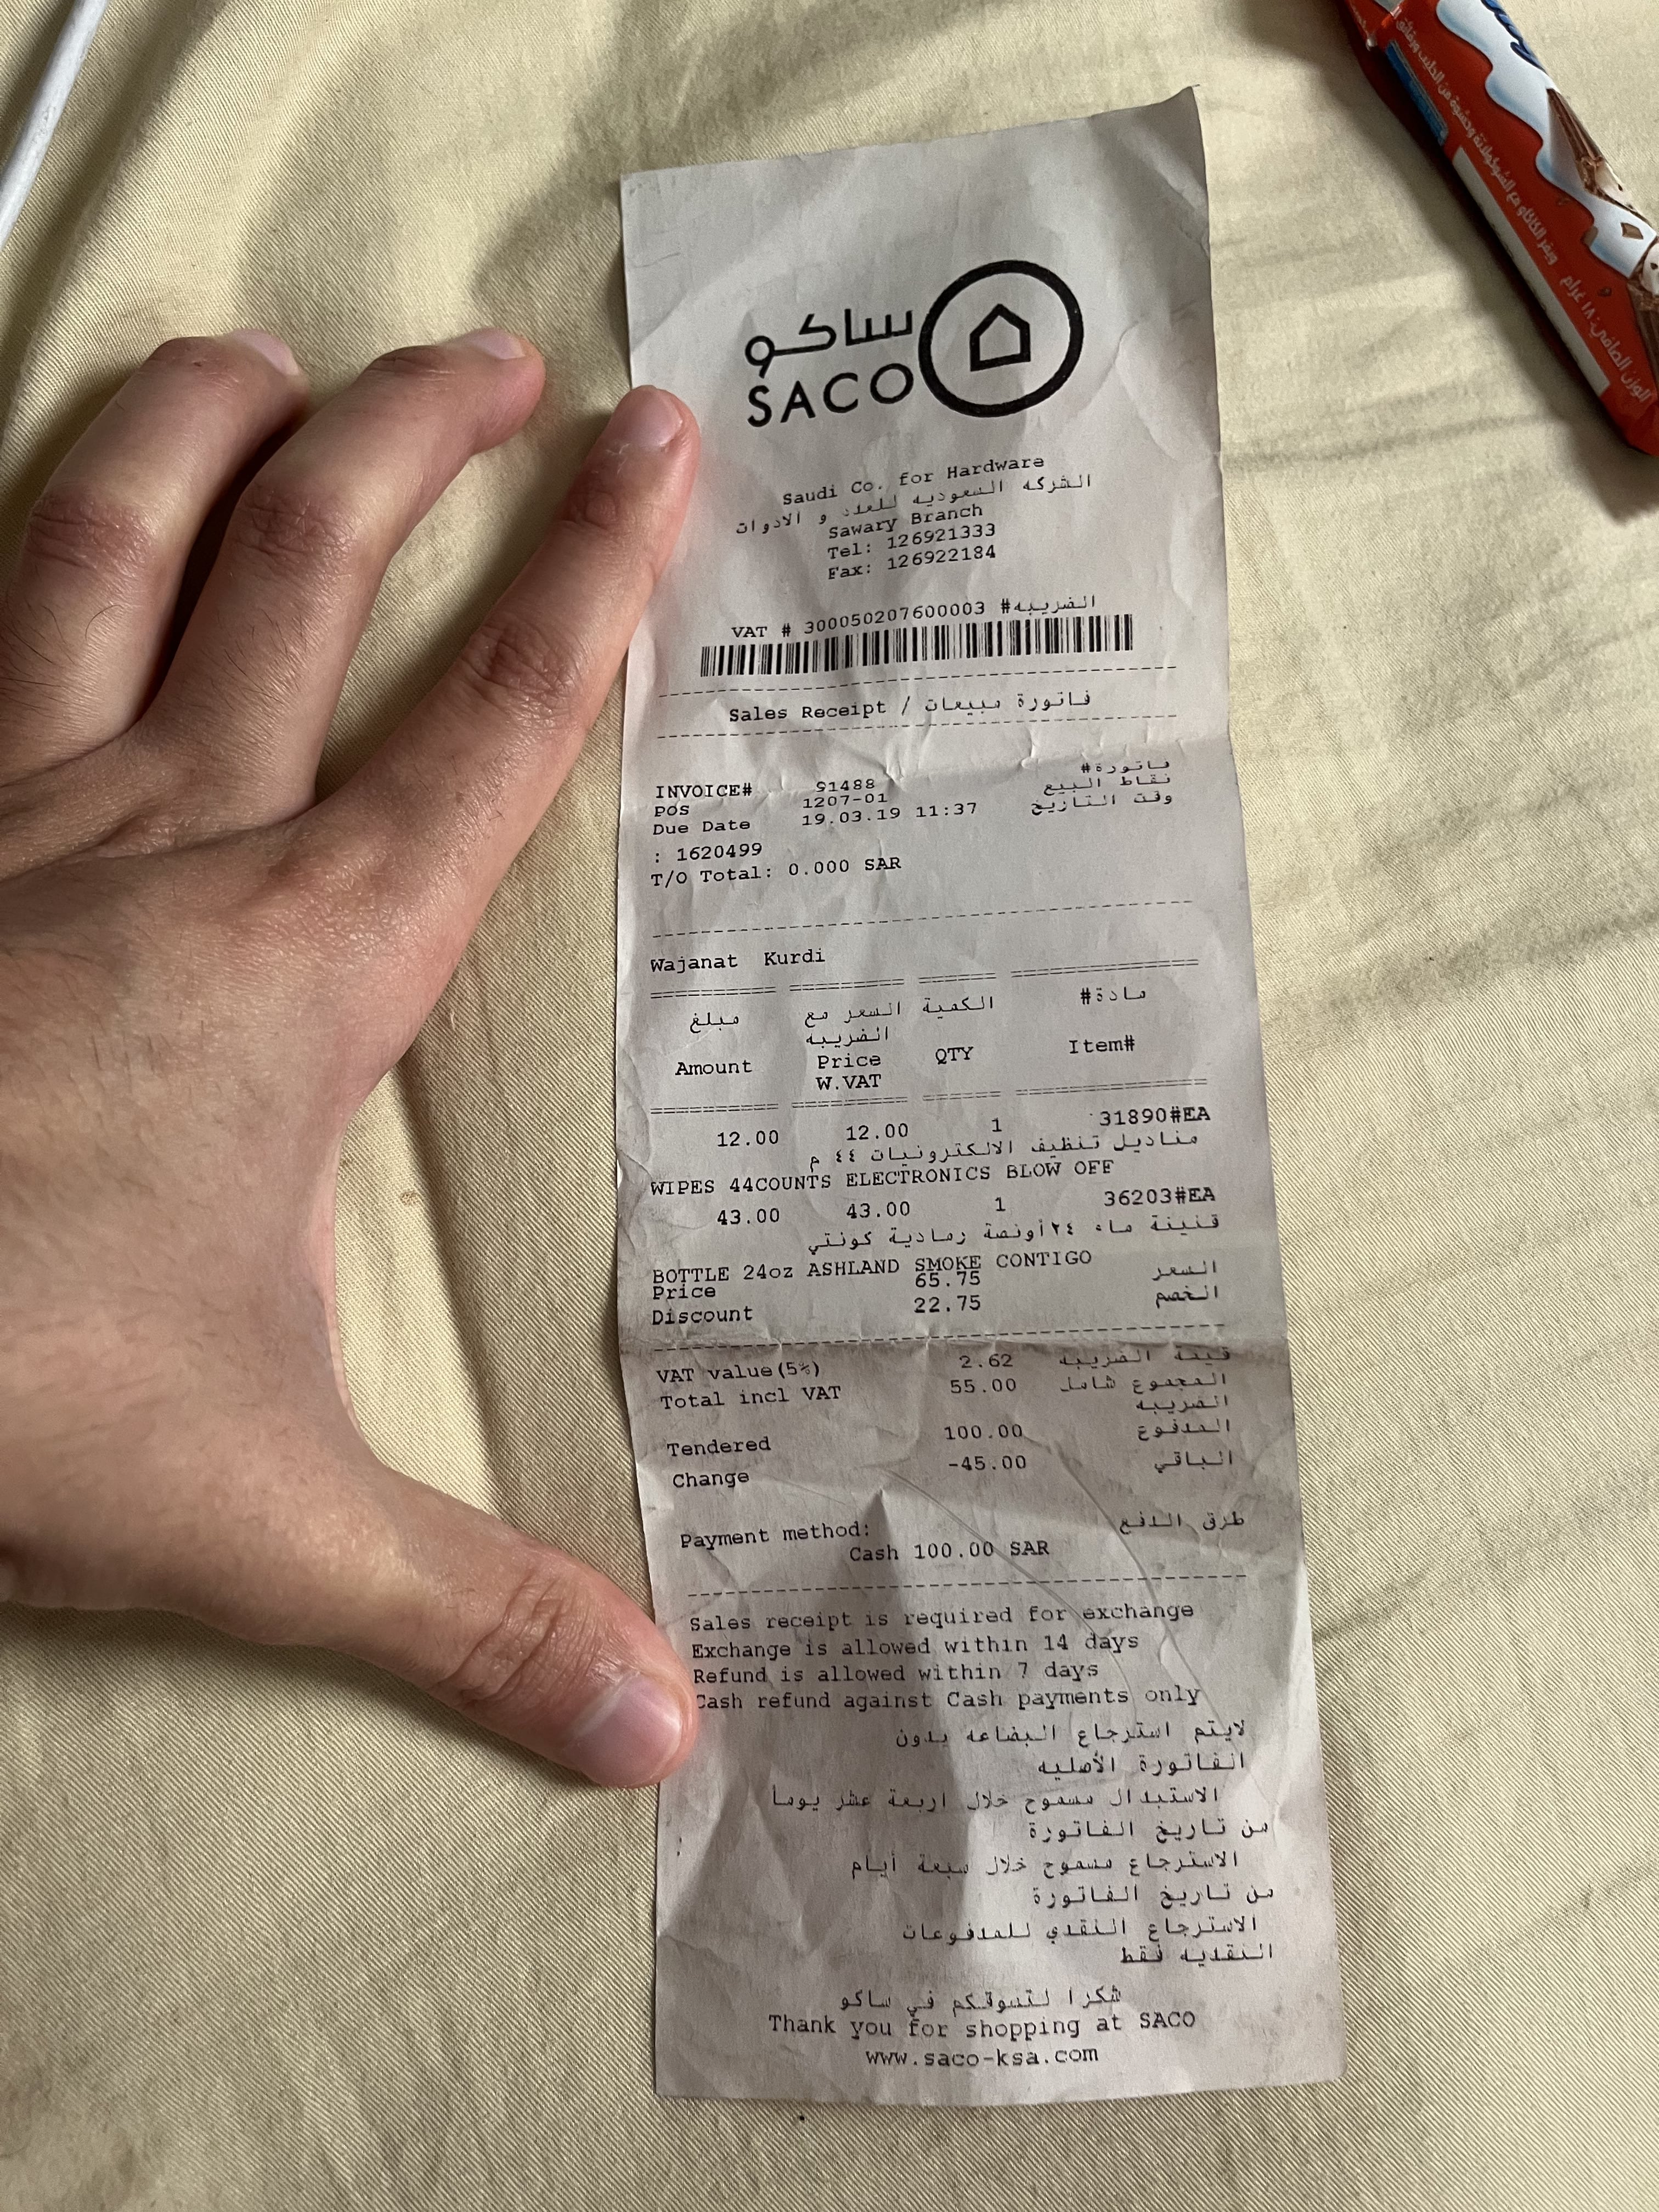 ساكو
SACO
Saudi Co. for Hardware
الشركه السعوديه للعدد و الادوات
Sawary Branch
Tel: 126921333
Fax: 126922184
VAT # 300050207600003 #الضريبه
Sales Receipt / فاتورة مبيعات
INVOICE# 91488 فاتورة#
POS 1207-01 نقاط البيع
Due Date 19.03.19 11:37 وقت التاريخ
: 1620499
T/O Total: 0.000 SAR
Wajanat Kurdi
مبلغ السعر مع الكمية مادة#
الضريبه
Amount Price QTY Item#
W.VAT
12.00 12.00 1 31890#EA
مناديل تنظيف الالكترونيات ٤٤ م
WIPES 44COUNTS ELECTRONICS BLOW OFF
43.00 43.00 1 36203#EA
قنينة ماء ٢٤أونصة رمادية كونتي
BOTTLE 24oz ASHLAND SMOKE CONTIGO
Price 65.75 السعر
Discount 22.75 الخصم
VAT value(5%) 2.62 قيمة الضريبه
Total incl VAT 55.00 المجموع شامل
الضريبه
Tendered 100.00 المدفوع
Change -45.00 الباقي
Payment method: طرق الدفع
Cash 100.00 SAR
Sales receipt is required for exchange
Exchange is allowed within 14 days
Refund is allowed within 7 days
Cash refund against Cash payments only
لايتم استرجاع البضاعه بدون
الفاتورة الأصليه
الاستبدال مسموح خلال اربعة عشر يوما
من تاريخ الفاتورة
الاسترجاع مسموح خلال سبعة أيام
من تاريخ الفاتورة
الاسترجاع النقدي للمدفوعات
النقديه فقط
شكرا لتسوقكم في ساكو
Thank you for shopping at SACO
www.saco-ksa.com
الوزن الصافي: ١٨ غرام